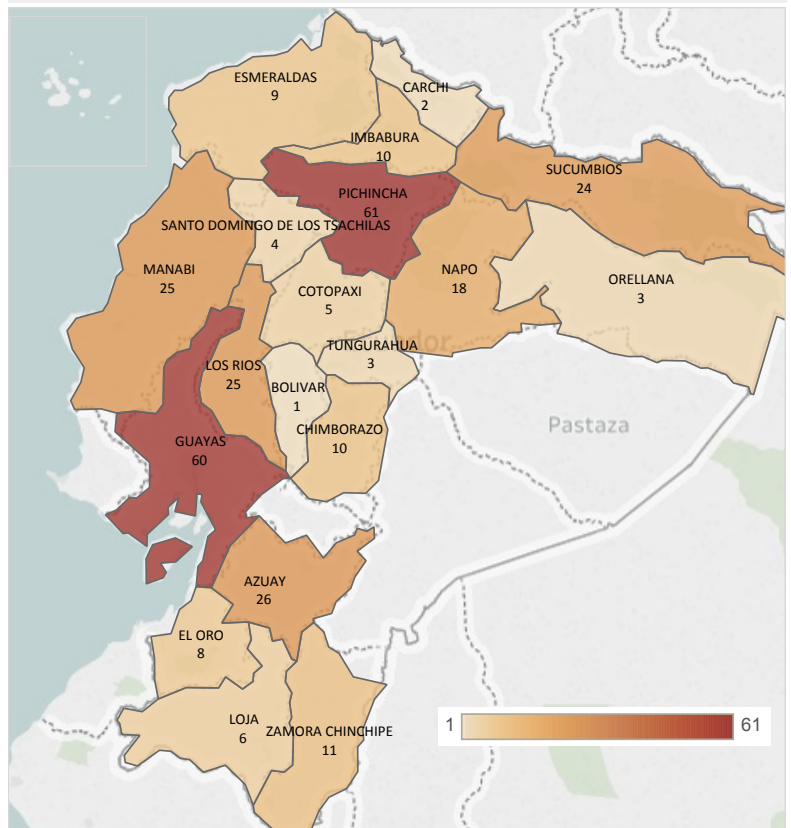 ESMERALDAS
9
CARCHI
2
IMBABURA
10
SUCUMBIOS
24
PICHINCHA
61
SANTO DOMINGO DE LOS TSACHILAS
4
MANABI
25
NAPO
18
ORELLANA
3
COTOPAXI
5
Ecuador
TUNGURAHUA
3
LOS RIOS
25
BOLIVAR
1
CHIMBORAZO
10
Pastaza
GUAYAS
60
AZUAY
26
EL ORO
8
LOJA
6
ZAMORA CHINCHIPE
11
1 61